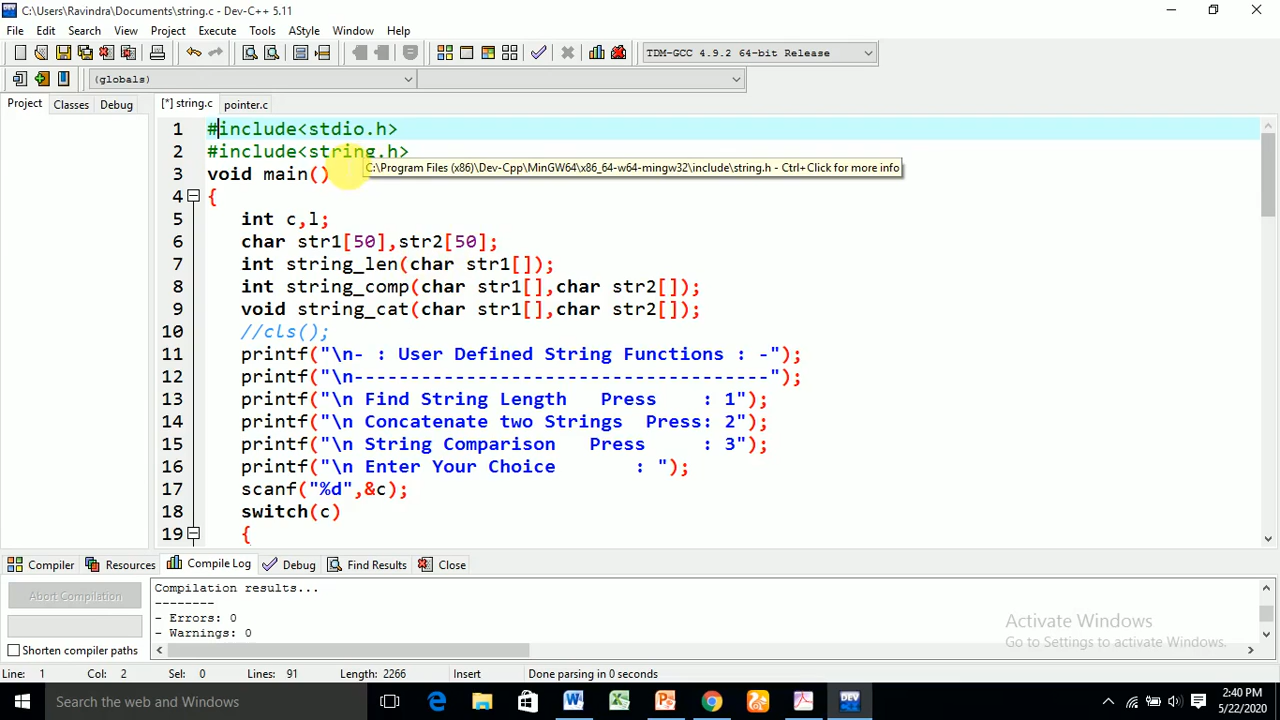 C:\Users\Ravindra\Documents\string.c - Dev-C++ 5.11
File Edit Search View Project Execute Tools AStyle Window Help
TDM-GCC 4.9.2 64-bit Release
(globals)
Project Classes Debug [*] string.c pointer.c
1 #include<stdio.h>
2 #include<string.h>
C:\Program Files (x86)\Dev-Cpp\MinGW64\x86_64-w64-mingw32\include\string.h - Ctrl+Click for more info
3 void main()
4 {
5 int c,l;
6 char str1[50],str2[50];
7 int string_len(char str1[]);
8 int string_comp(char str1[],char str2[]);
9 void string_cat(char str1[],char str2[]);
10 //cls();
11 printf("\n- : User Defined String Functions : -");
12 printf("\n-------------------------------------");
13 printf("\n Find String Length   Press    : 1");
14 printf("\n Concatenate two Strings  Press: 2");
15 printf("\n String Comparison   Press     : 3");
16 printf("\n Enter Your Choice       : ");
17 scanf("%d",&c);
18 switch(c)
19 {
Compiler Resources Compile Log Debug Find Results Close
Abort Compilation
Shorten compiler paths
Compilation results...
--------
- Errors: 0
- Warnings: 0
Activate Windows
Go to Settings to activate Windows.
Line: 1 Col: 2 Sel: 0 Lines: 91 Length: 2266 Insert Done parsing in 0 seconds
Search the web and Windows
2:40 PM
5/22/2020